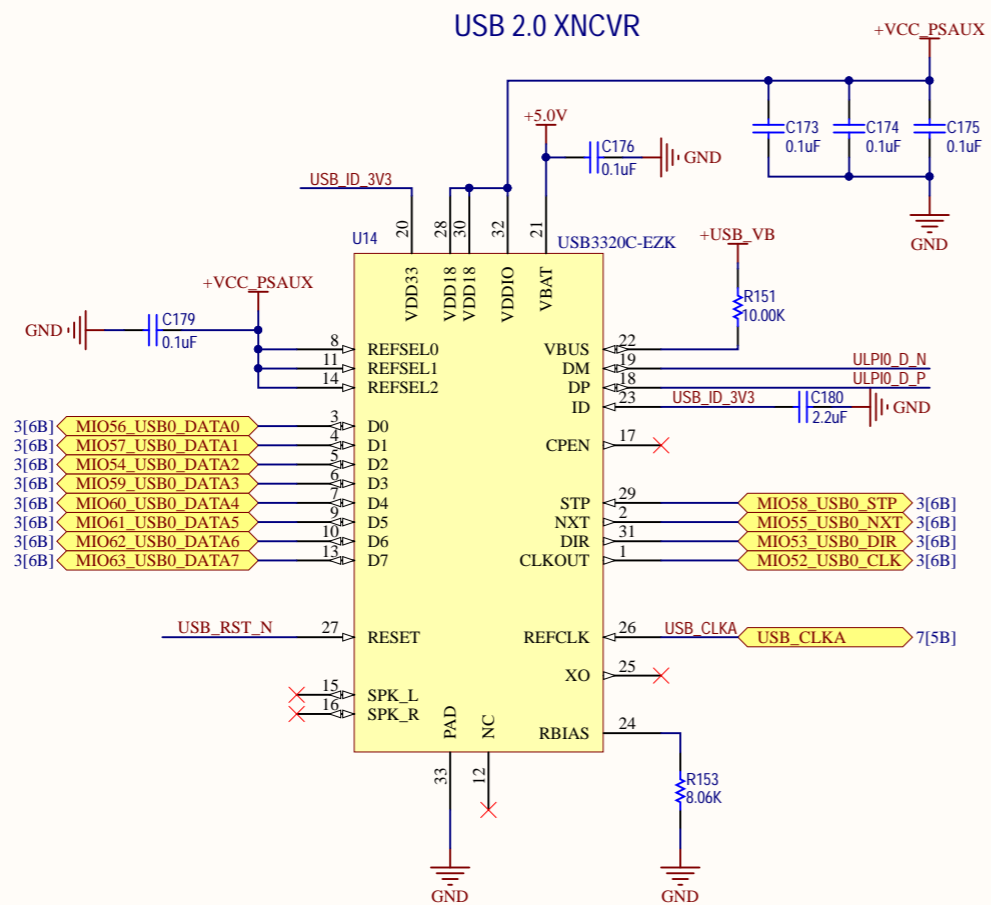 USB 2.0 XNCVR
+VCC_PSAUX
C173
0.1uF
C174
0.1uF
C175
0.1uF
GND
+5.0V
C176
0.1uF
GND
USB_ID_3V3
20
28
30
32
21
U14
USB3320C-EZK
VDD33
VDD18
VDD18
VDDIO
VBAT
+USB_VB
R151
10.00K
+VCC_PSAUX
GND
C179
0.1uF
8 REFSEL0
11 REFSEL1
14 REFSEL2
VBUS 22
DM 19 ULPI0_D_N
DP 18 ULPI0_D_P
ID 23 USB_ID_3V3
C180
2.2uF
GND
CPEN 17
3[6B] MIO56_USB0_DATA0 3 D0
3[6B] MIO57_USB0_DATA1 4 D1
3[6B] MIO54_USB0_DATA2 5 D2
3[6B] MIO59_USB0_DATA3 6 D3
3[6B] MIO60_USB0_DATA4 7 D4
3[6B] MIO61_USB0_DATA5 9 D5
3[6B] MIO62_USB0_DATA6 10 D6
3[6B] MIO63_USB0_DATA7 13 D7
STP 29 MIO58_USB0_STP 3[6B]
NXT 2 MIO55_USB0_NXT 3[6B]
DIR 31 MIO53_USB0_DIR 3[6B]
CLKOUT 1 MIO52_USB0_CLK 3[6B]
USB_RST_N 27 RESET
REFCLK 26 USB_CLKA USB_CLKA 7[5B]
XO 25
15 SPK_L
16 SPK_R
PAD
NC
RBIAS 24
33
12
R153
8.06K
GND
GND